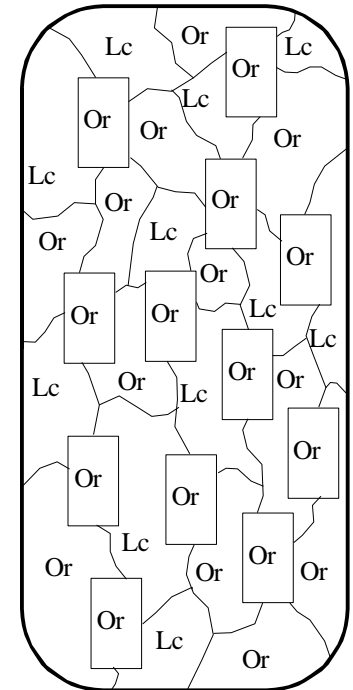 Lc Or Lc
Or
Or Lc Or Or
Lc Or Or
Or Lc Or
Or Or Lc
Or Or Lc
Lc Or Lc Or Or
Or
Or Or
Lc Or
Or Or Or
Or Lc Or